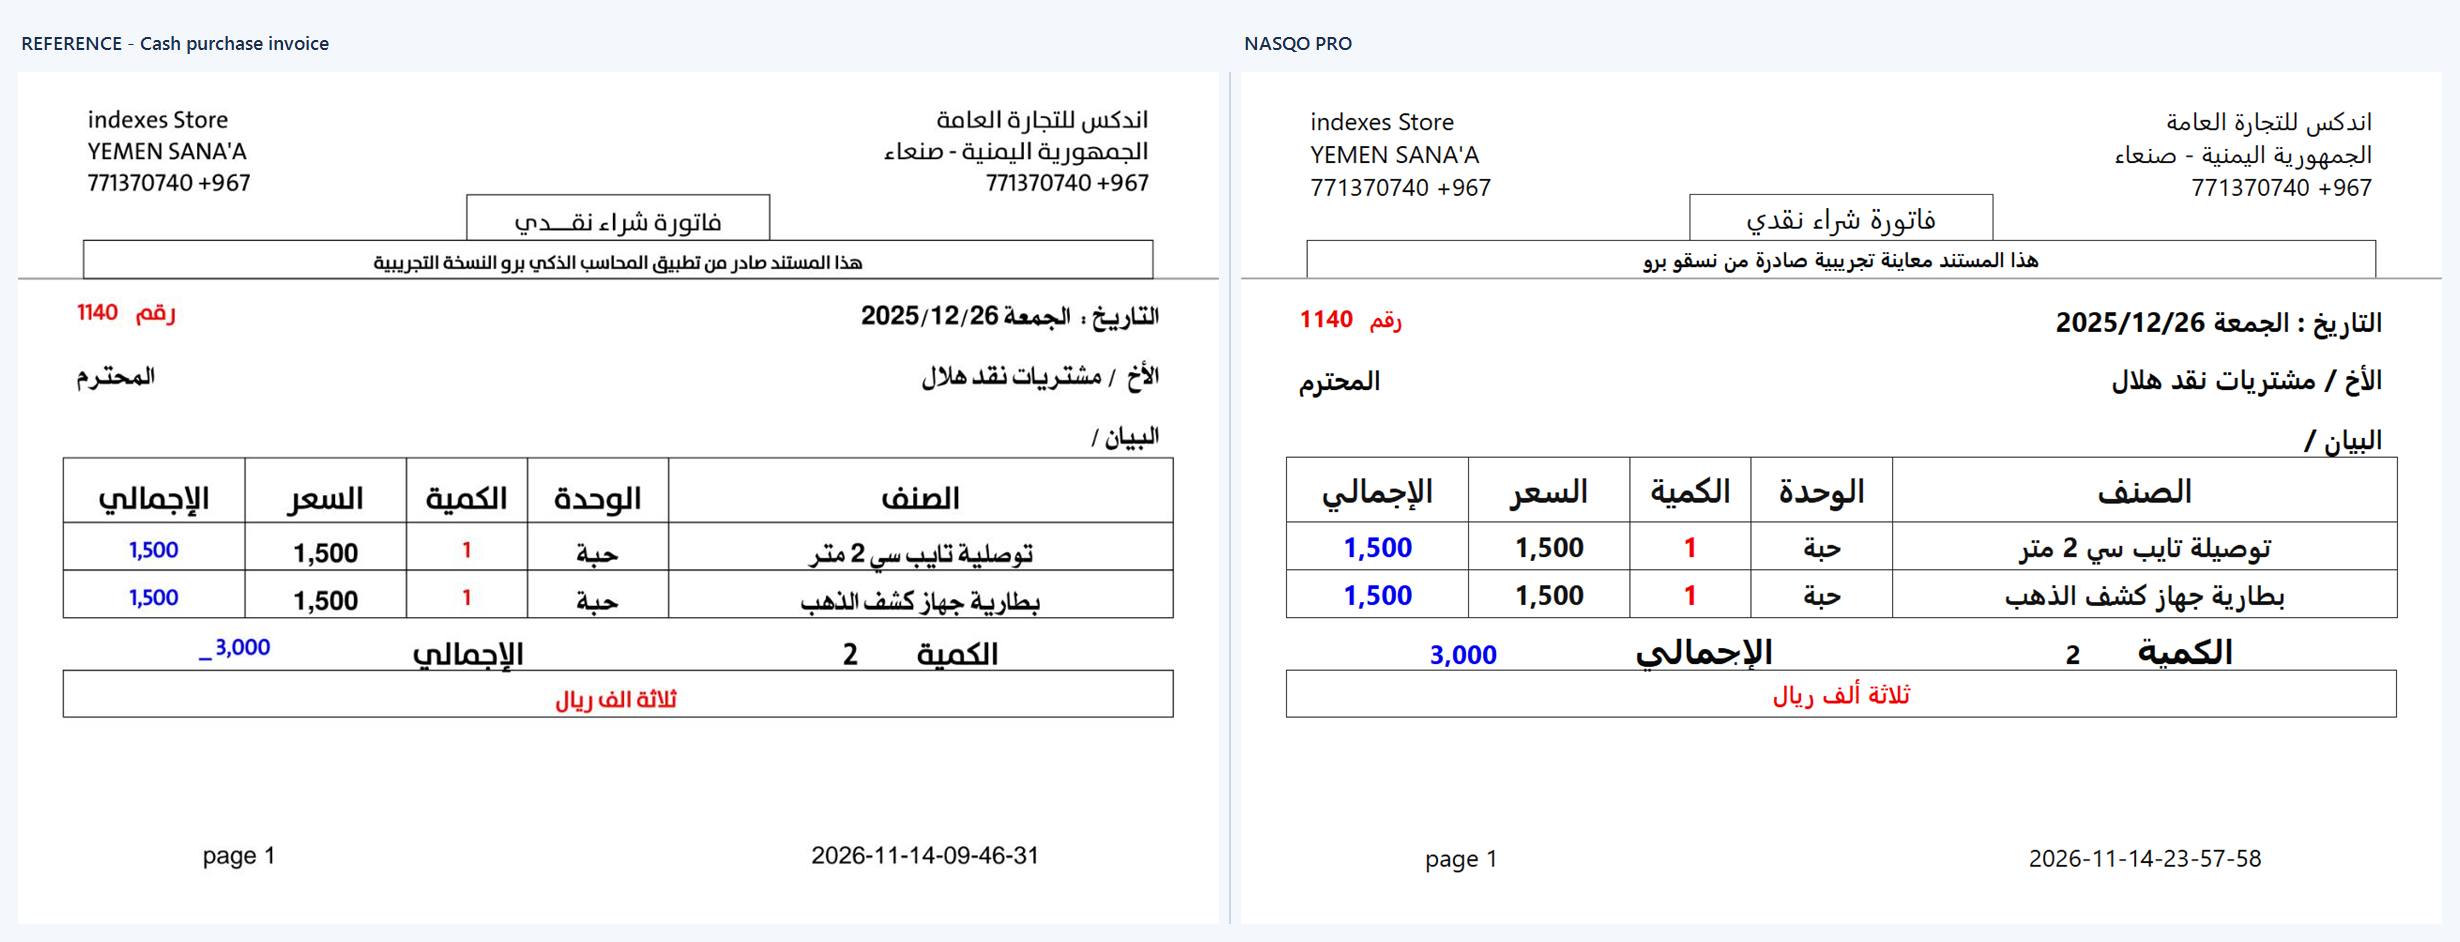 REFERENCE - Cash purchase invoice
indexes Store
اندكس للتجارة العامة
YEMEN SANA'A
الجمهورية اليمنية - صنعاء
771370740 +967
771370740 +967
فاتورة شراء نقـــدي
هذا المستند صادر من تطبيق المحاسب الذكي برو النسخة التجريبية
التاريخ : الجمعة 2025/12/26
رقم 1140
الأخ / مشتريات نقد هلال
المحترم
البيان /
الصنف الوحدة الكمية السعر الإجمالي
توصلية تايب سي 2 متر حبة 1 1,500 1,500
بطارية جهاز كشف الذهب حبة 1 1,500 1,500
الكمية 2 الإجمالي 3,000_
ثلاثة الف ريال
page 1
2026-11-14-09-46-31
NASQO PRO
indexes Store
اندكس للتجارة العامة
YEMEN SANA'A
الجمهورية اليمنية - صنعاء
771370740 +967
771370740 +967
فاتورة شراء نقدي
هذا المستند معاينة تجريبية صادرة من نسقو برو
التاريخ : الجمعة 2025/12/26
رقم 1140
الأخ / مشتريات نقد هلال
المحترم
البيان /
الصنف الوحدة الكمية السعر الإجمالي
توصيلة تايب سي 2 متر حبة 1 1,500 1,500
بطارية جهاز كشف الذهب حبة 1 1,500 1,500
الكمية 2 الإجمالي 3,000
ثلاثة ألف ريال
page 1
2026-11-14-23-57-58